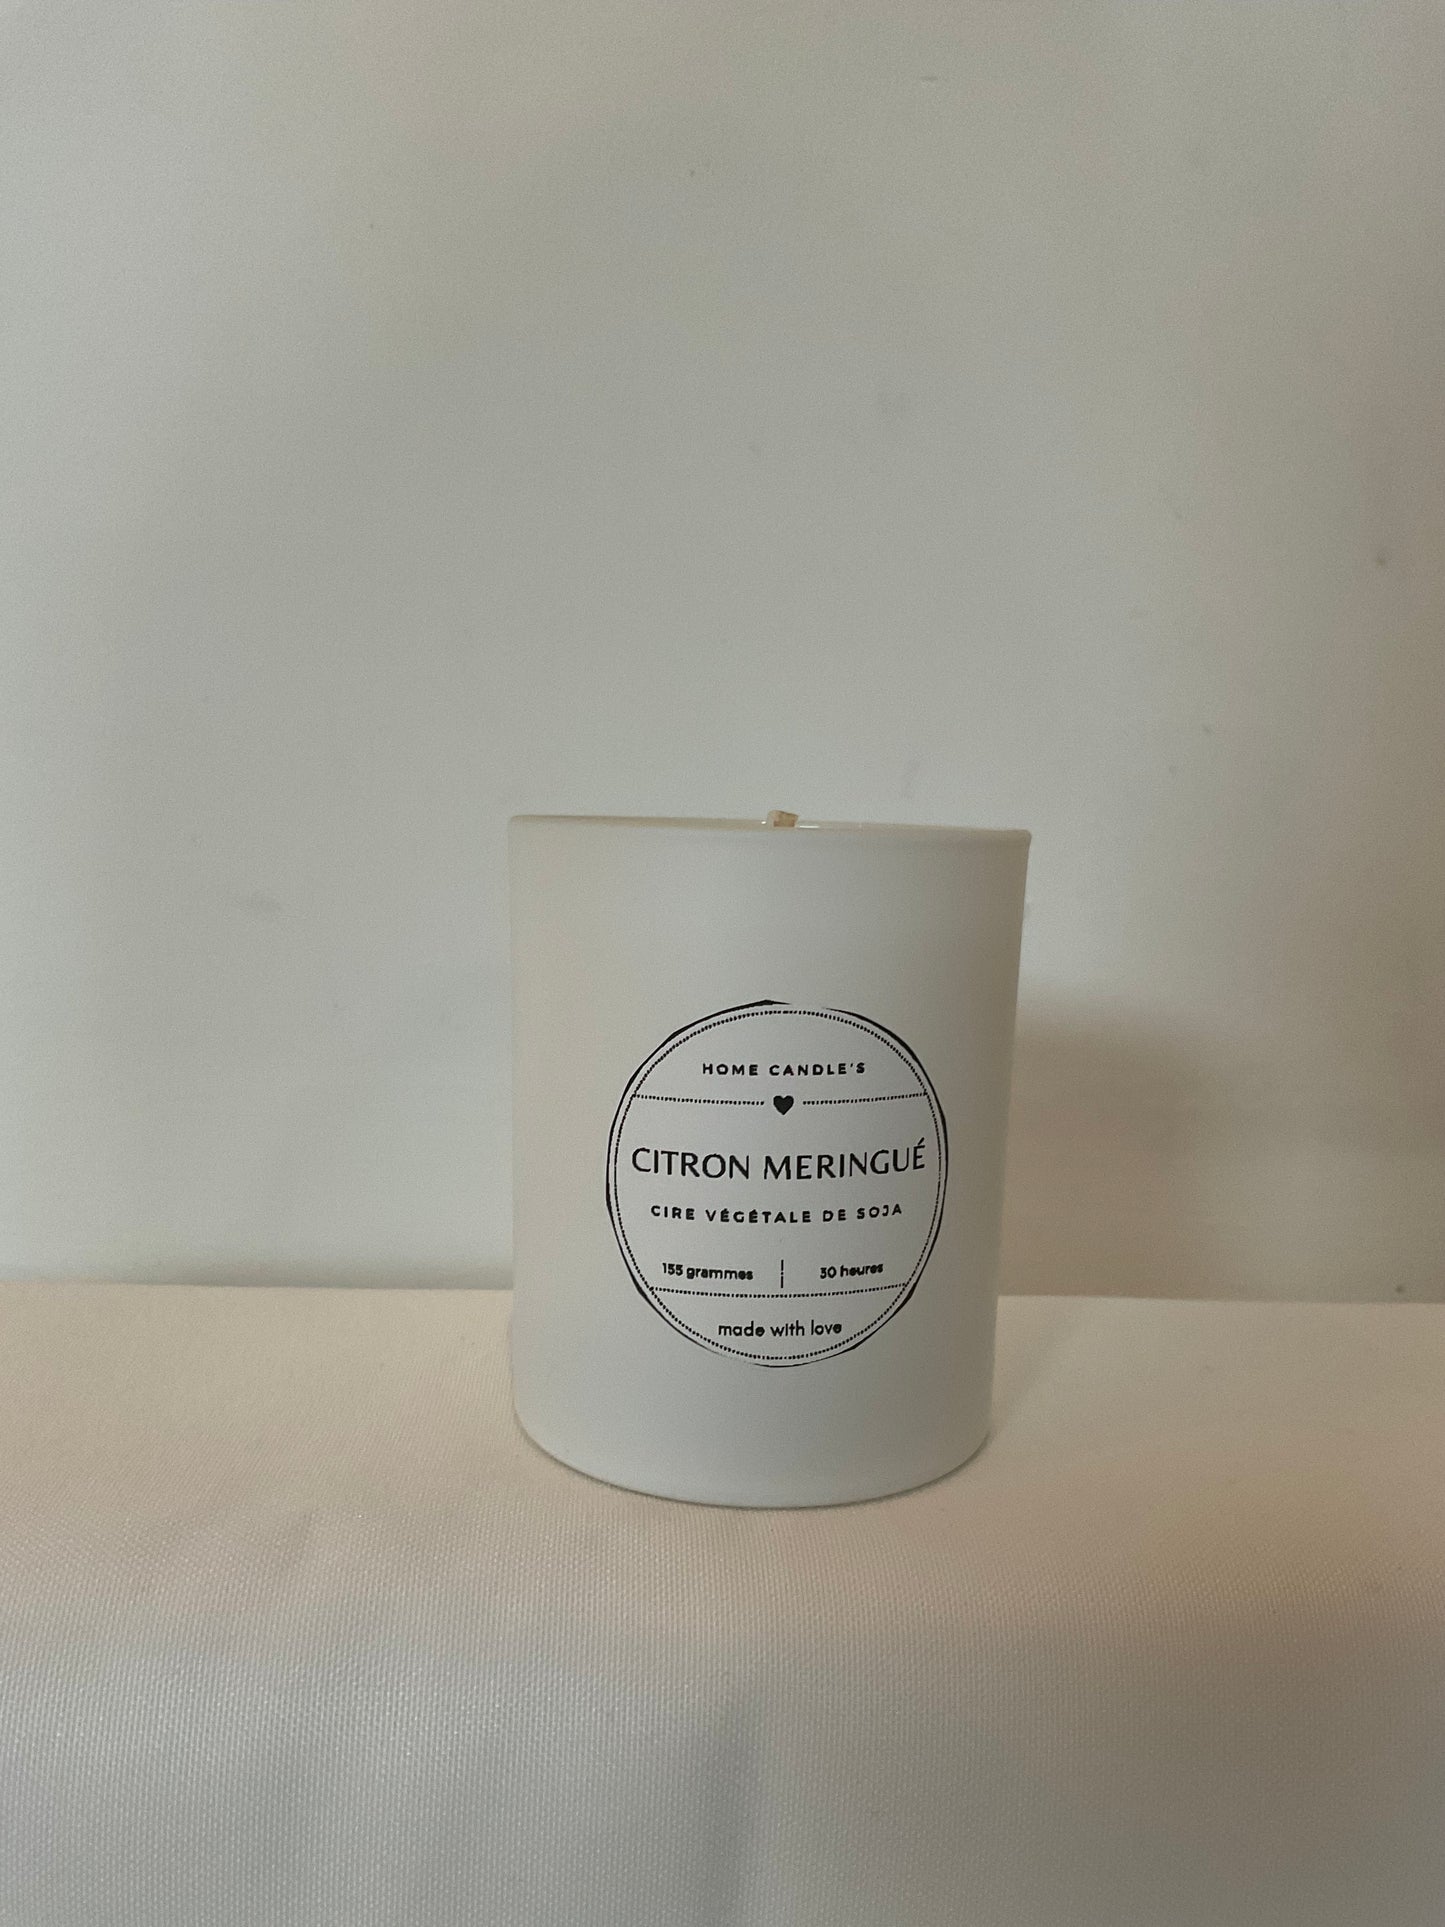 HOME CANDLE'S
CITRON MERINGUÉ
CIRE VÉGÉTALE DE SOJA
155 grammes | 30 heures
made with love